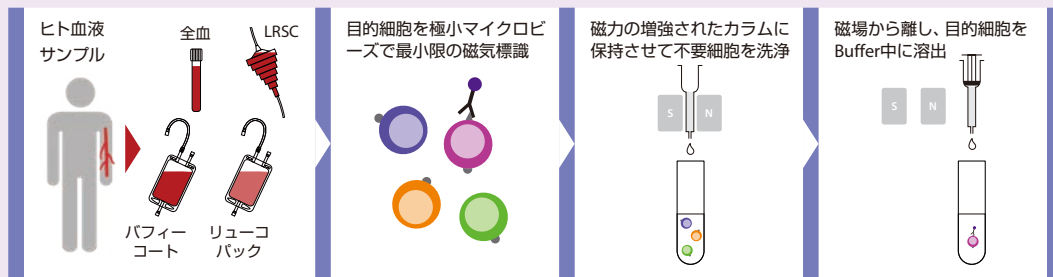 ヒト血液
サンプル
全血
LRSC
バフィー
コート
リューコ
パック
目的細胞を極小マイクロビ
ーズで最小限の磁気標識
磁力の増強されたカラムに
保持させて不要細胞を洗浄
S
N
磁場から離し、目的細胞を
Buffer中に溶出
S
N